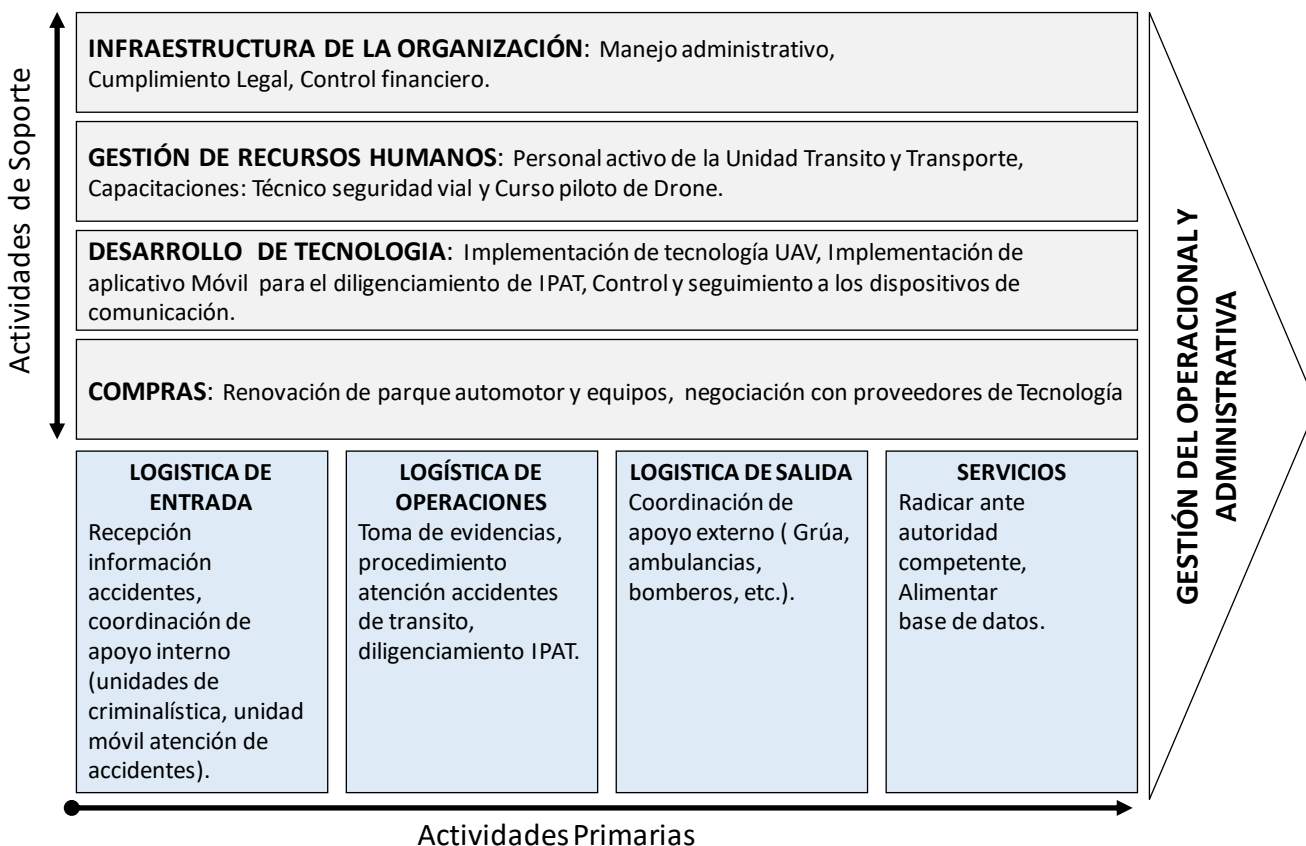 Actividades de Soporte
INFRAESTRUCTURA DE LA ORGANIZACIÓN: Manejo administrativo,
Cumplimiento Legal, Control financiero.
GESTIÓN DE RECURSOS HUMANOS: Personal activo de la Unidad Transito y Transporte,
Capacitaciones: Técnico seguridad vial y Curso piloto de Drone.
DESARROLLO DE TECNOLOGIA: Implementación de tecnología UAV, Implementación de
aplicativo Móvil para el diligenciamiento de IPAT, Control y seguimiento a los dispositivos de
comunicación.
COMPRAS: Renovación de parque automotor y equipos, negociación con proveedores de Tecnología
LOGISTICA DE
ENTRADA
Recepción
información
accidentes,
coordinación de
apoyo interno
(unidades de
criminalística, unidad
móvil atención de
accidentes).
LOGÍSTICA DE
OPERACIONES
Toma de evidencias,
procedimiento
atención accidentes
de transito,
diligenciamiento IPAT.
LOGISTICA DE SALIDA
Coordinación de
apoyo externo ( Grúa,
ambulancias,
bomberos, etc.).
SERVICIOS
Radicar ante
autoridad
competente,
Alimentar
base de datos.
GESTIÓN DEL OPERACIONAL Y
ADMINISTRATIVA
Actividades Primarias